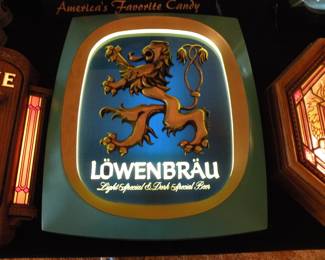 America's Favorite Candy
E
LÖWENBRÄU
Light Special & Dark Special Beer